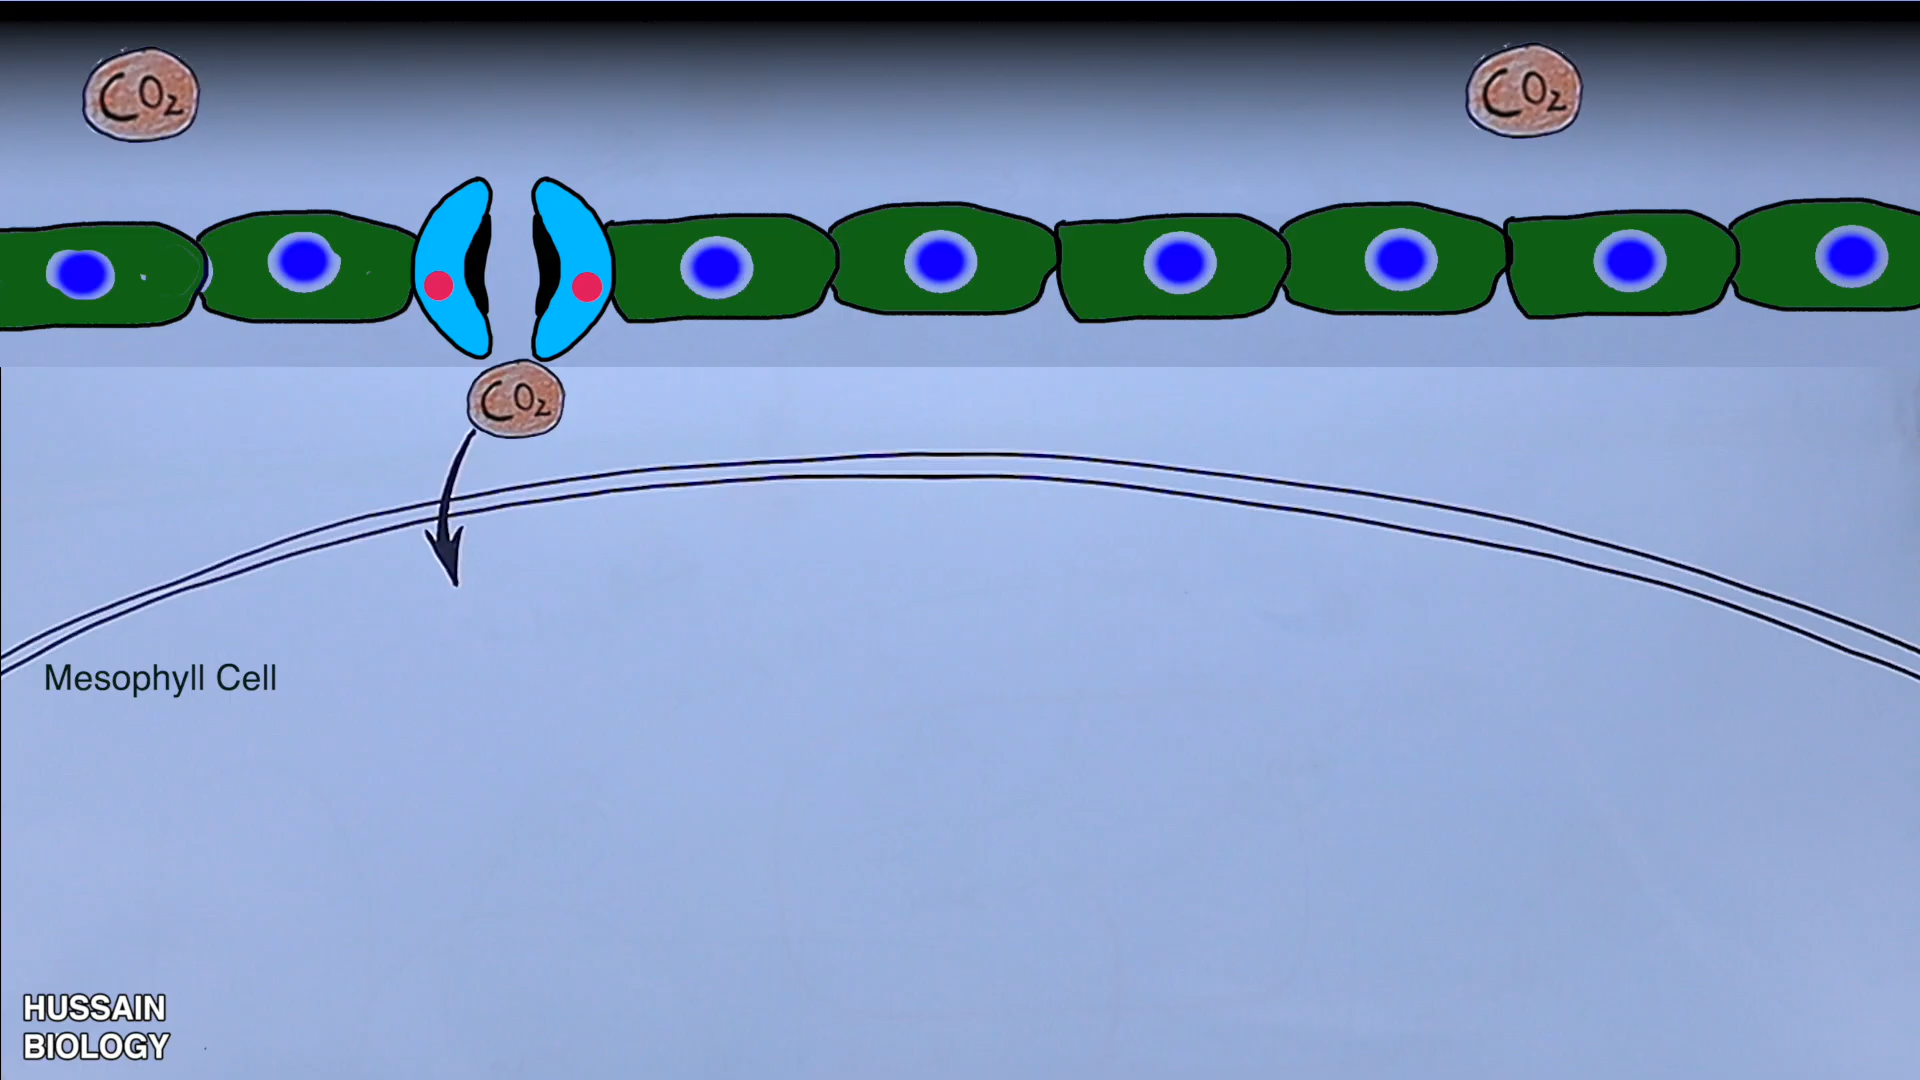 CO₂
CO₂
CO₂
Mesophyll Cell
HUSSAIN
BIOLOGY